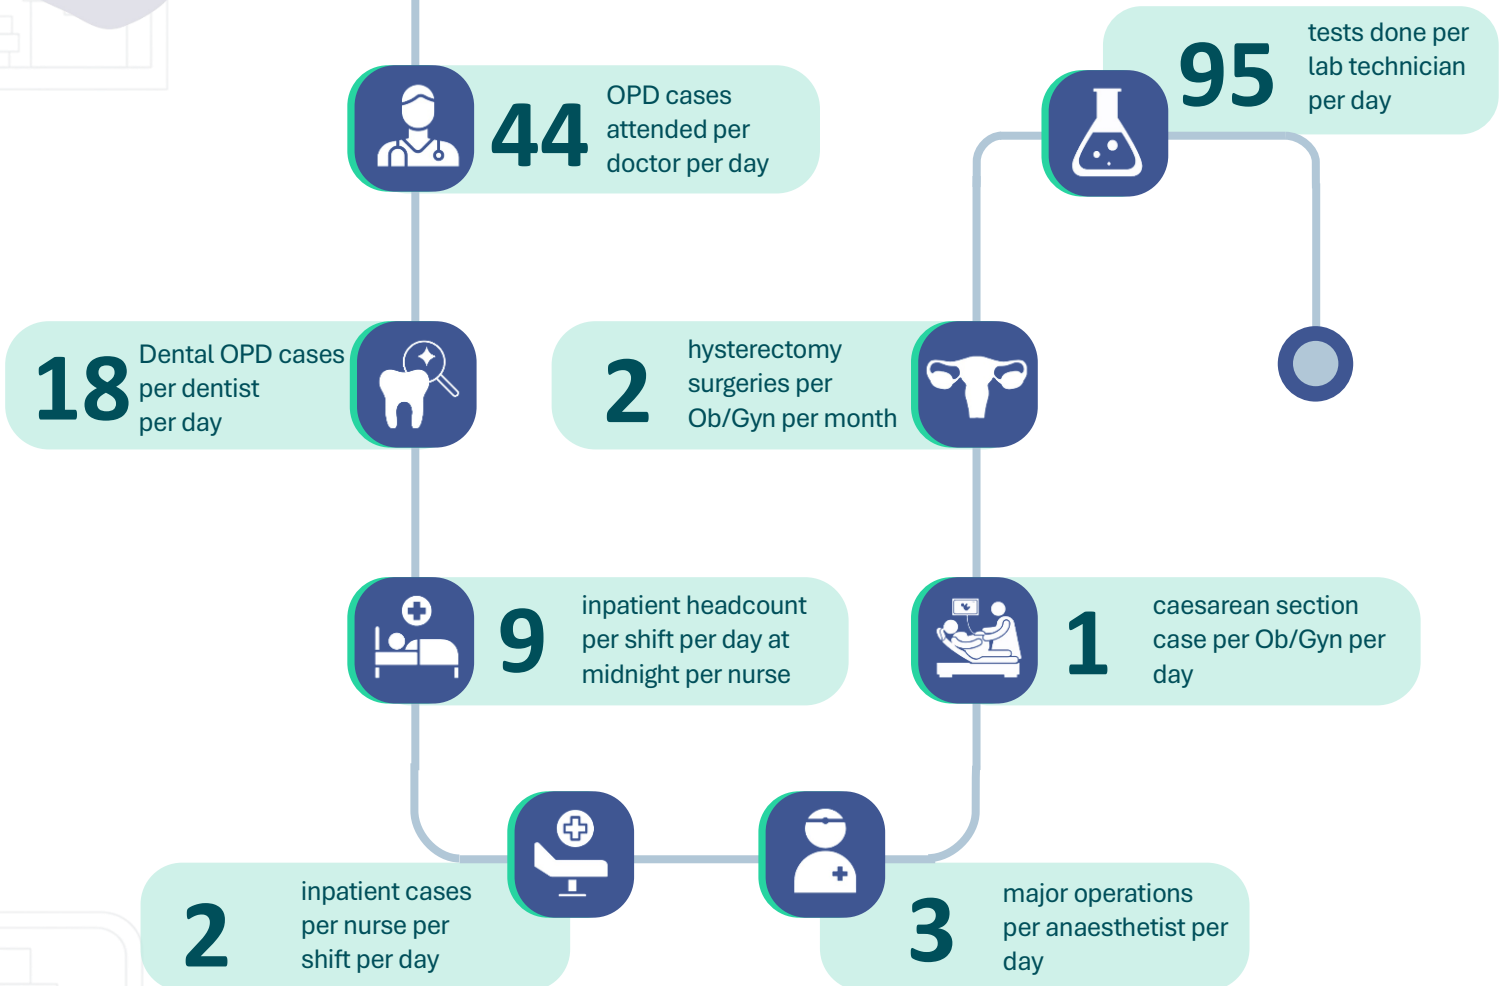 44
OPD cases
attended per
doctor per day
18
Dental OPD cases
per dentist
per day
9
inpatient headcount
per shift per day at
midnight per nurse
2
inpatient cases
per nurse per
shift per day
3
major operations
per anaesthetist per
day
1
caesarean section
case per Ob/Gyn per
day
2
hysterectomy
surgeries per
Ob/Gyn per month
95
tests done per
lab technician
per day